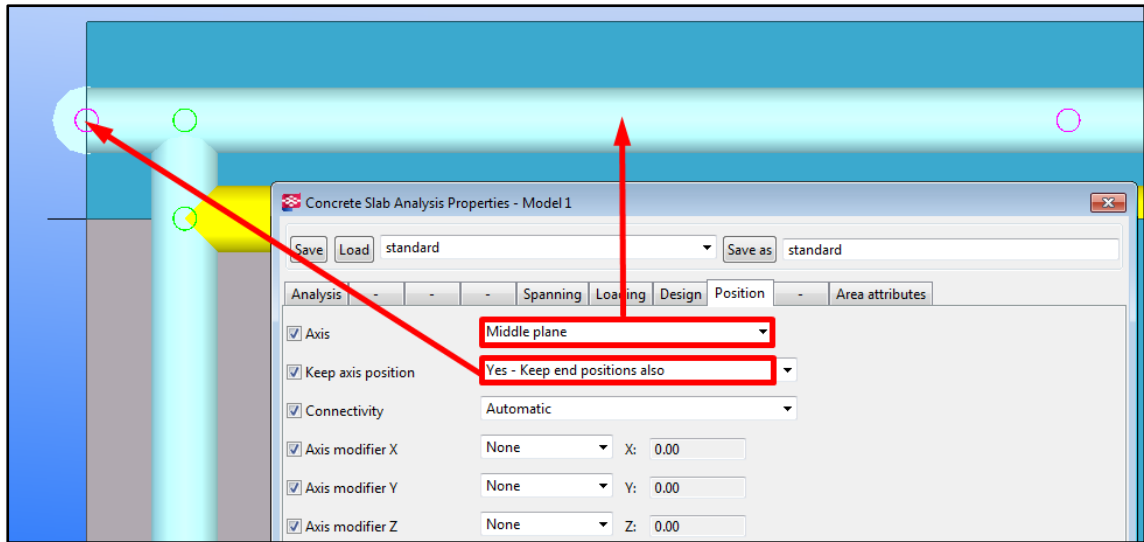 Concrete Slab Analysis Properties - Model 1
Save Load standard Save as standard
Analysis - - - Spanning Loading Design Position - Area attributes
Axis Middle plane
Keep axis position Yes - Keep end positions also
Connectivity Automatic
Axis modifier X None X: 0.00
Axis modifier Y None Y: 0.00
Axis modifier Z None Z: 0.00